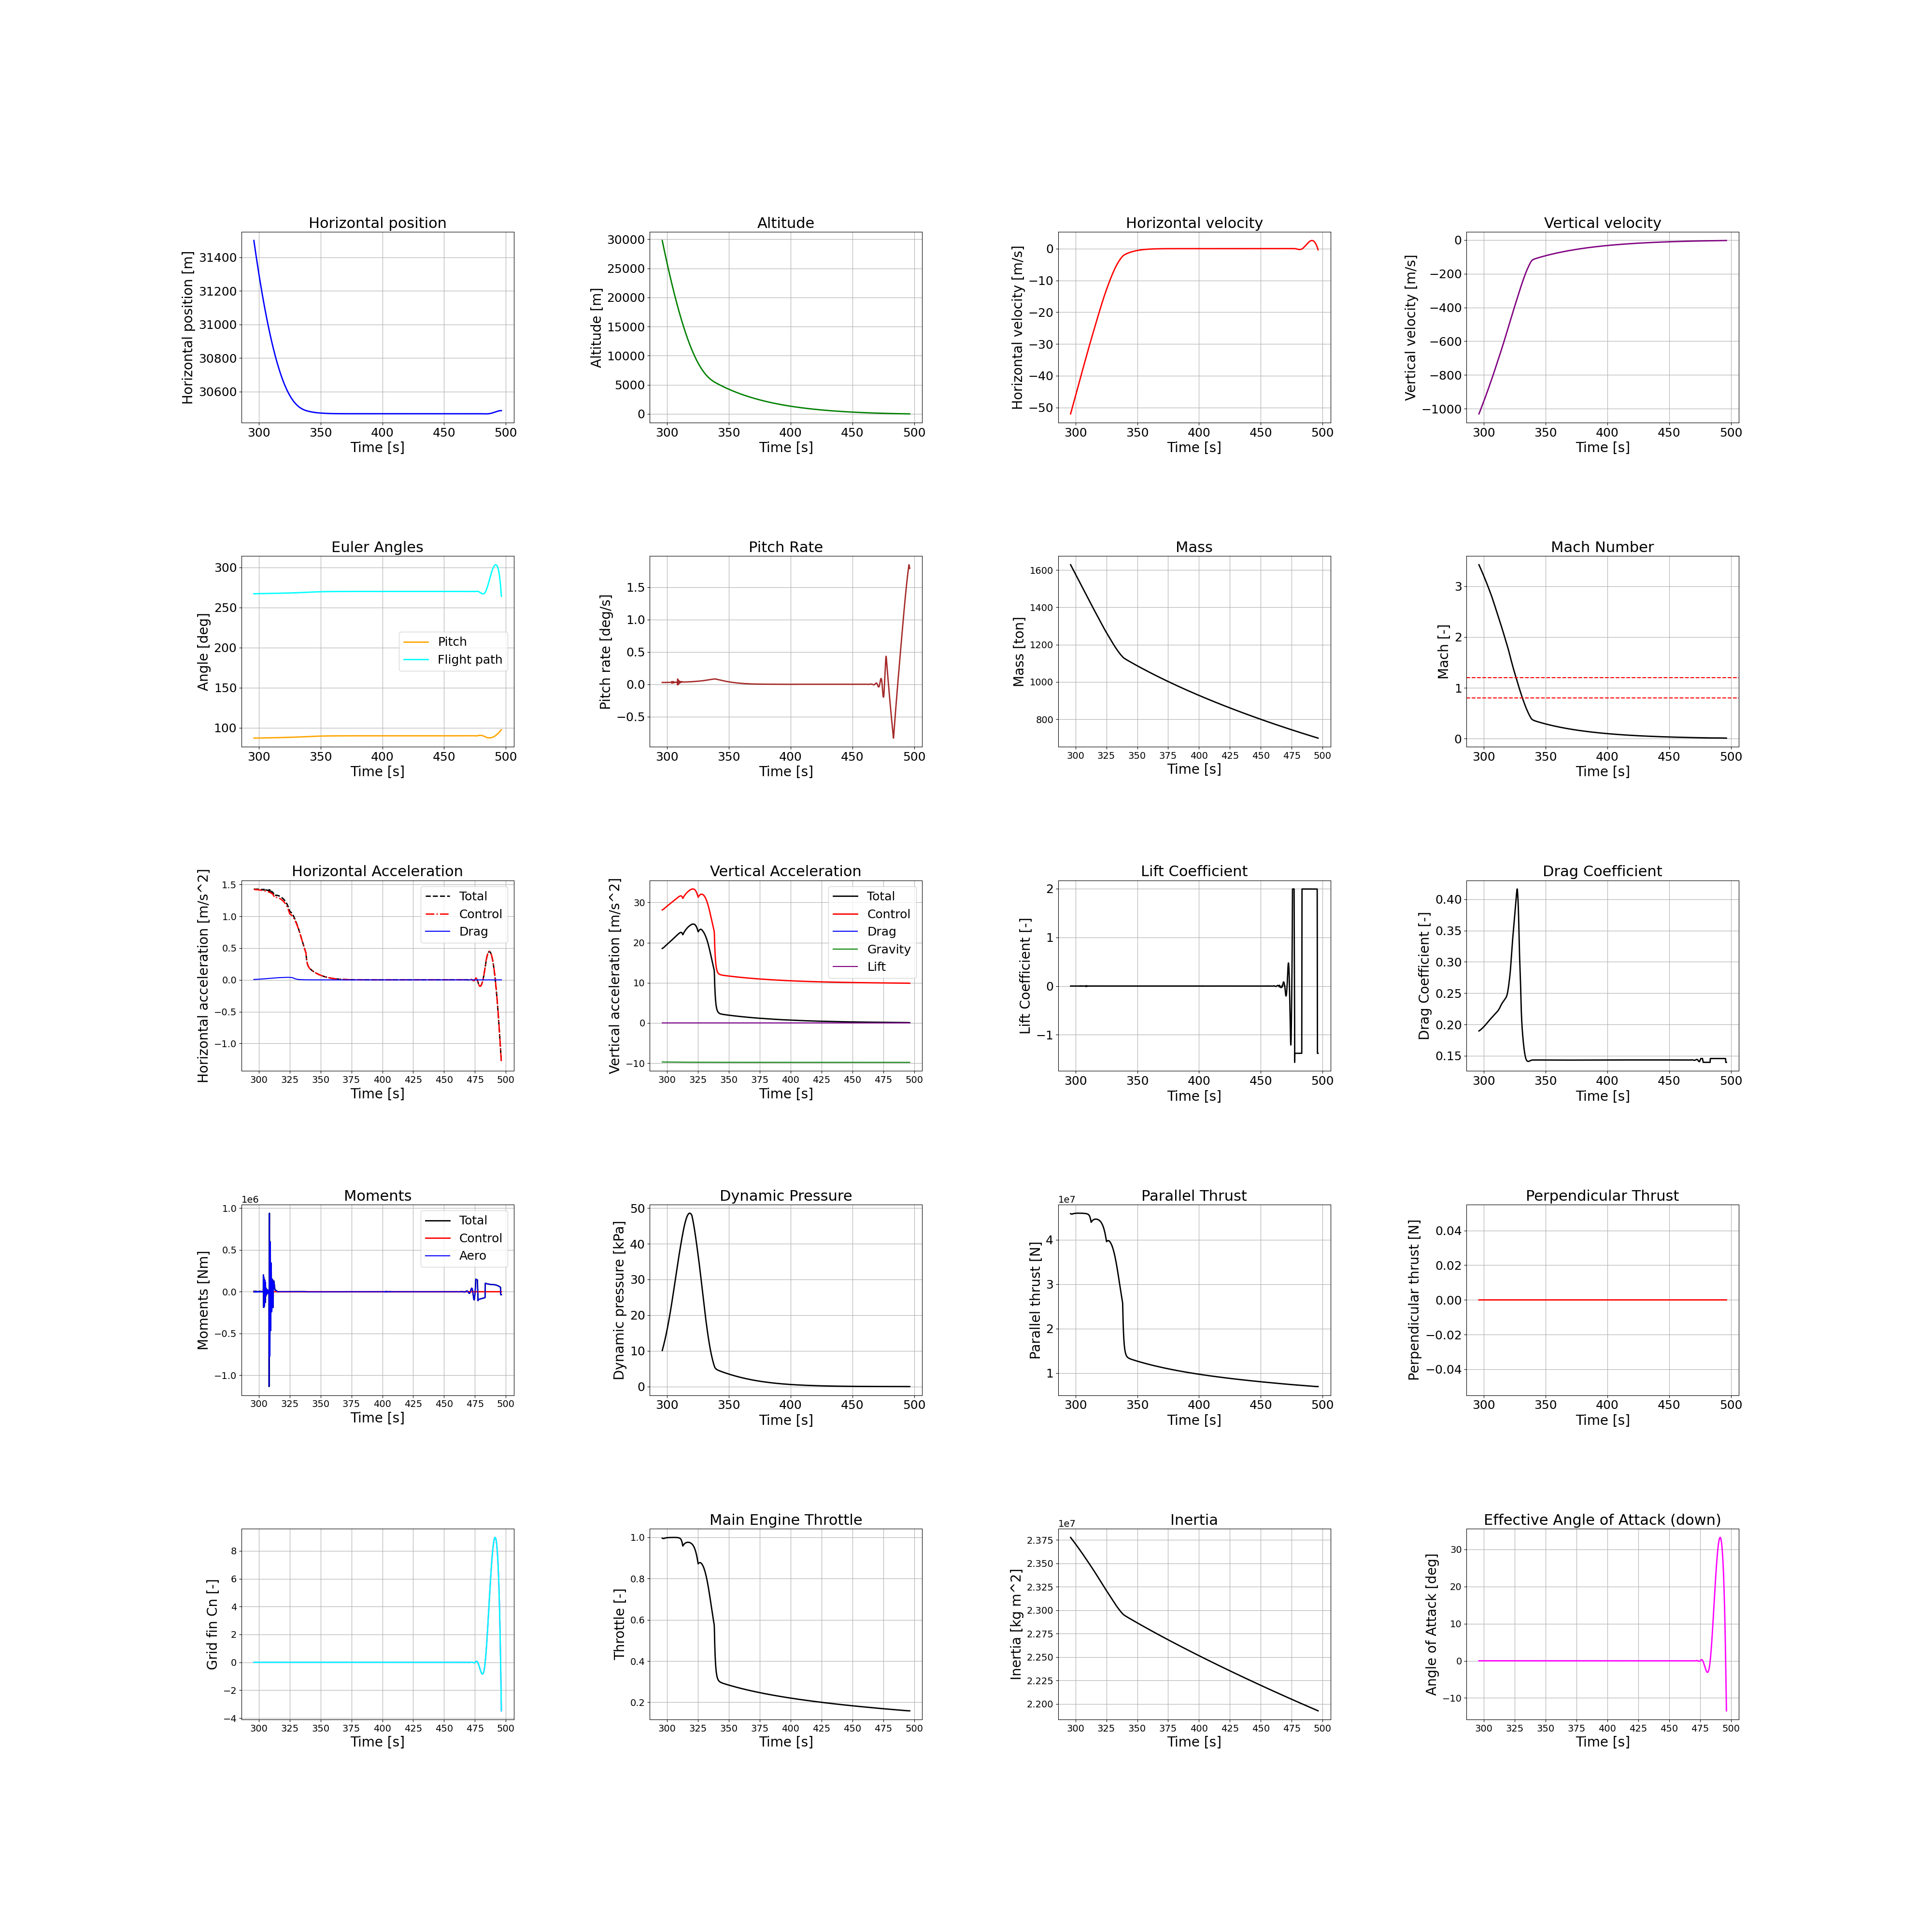 Horizontal position
Horizontal position [m]
31400
31200
31000
30800
30600
300 350 400 450 500
Time [s]
Altitude
Altitude [m]
30000
25000
20000
15000
10000
5000
0
300 350 400 450 500
Time [s]
Horizontal velocity
Horizontal velocity [m/s]
0
−10
−20
−30
−40
−50
300 350 400 450 500
Time [s]
Vertical velocity
Vertical velocity [m/s]
0
−200
−400
−600
−800
−1000
300 350 400 450 500
Time [s]
Euler Angles
Angle [deg]
300
250
200
150
100
Pitch
Flight path
300 350 400 450 500
Time [s]
Pitch Rate
Pitch rate [deg/s]
1.5
1.0
0.5
0.0
−0.5
300 350 400 450 500
Time [s]
Mass
Mass [ton]
1600
1400
1200
1000
800
300 325 350 375 400 425 450 475 500
Time [s]
Mach Number
Mach [-]
3
2
1
0
300 350 400 450 500
Time [s]
Horizontal Acceleration
Horizontal acceleration [m/s^2]
1.5
1.0
0.5
0.0
−0.5
−1.0
Total
Control
Drag
300 325 350 375 400 425 450 475 500
Time [s]
Vertical Acceleration
Vertical acceleration [m/s^2]
30
20
10
0
−10
Total
Control
Drag
Gravity
Lift
300 325 350 375 400 425 450 475 500
Time [s]
Lift Coefficient
Lift Coefficient [-]
2
1
0
−1
300 350 400 450 500
Time [s]
Drag Coefficient
Drag Coefficient [-]
0.40
0.35
0.30
0.25
0.20
0.15
300 350 400 450 500
Time [s]
Moments
1e6
Moments [Nm]
1.0
0.5
0.0
−0.5
−1.0
Total
Control
Aero
300 325 350 375 400 425 450 475 500
Time [s]
Dynamic Pressure
Dynamic pressure [kPa]
50
40
30
20
10
0
300 350 400 450 500
Time [s]
Parallel Thrust
1e7
Parallel thrust [N]
4
3
2
1
300 350 400 450 500
Time [s]
Perpendicular Thrust
Perpendicular thrust [N]
0.04
0.02
0.00
−0.02
−0.04
300 350 400 450 500
Time [s]
Grid fin Cn [-]
8
6
4
2
0
−2
−4
300 325 350 375 400 425 450 475 500
Time [s]
Main Engine Throttle
Throttle [-]
1.0
0.8
0.6
0.4
0.2
300 325 350 375 400 425 450 475 500
Time [s]
Inertia
1e7
Inertia [kg m^2]
2.375
2.350
2.325
2.300
2.275
2.250
2.225
2.200
300 325 350 375 400 425 450 475 500
Time [s]
Effective Angle of Attack (down)
Angle of Attack [deg]
30
20
10
0
−10
300 325 350 375 400 425 450 475 500
Time [s]